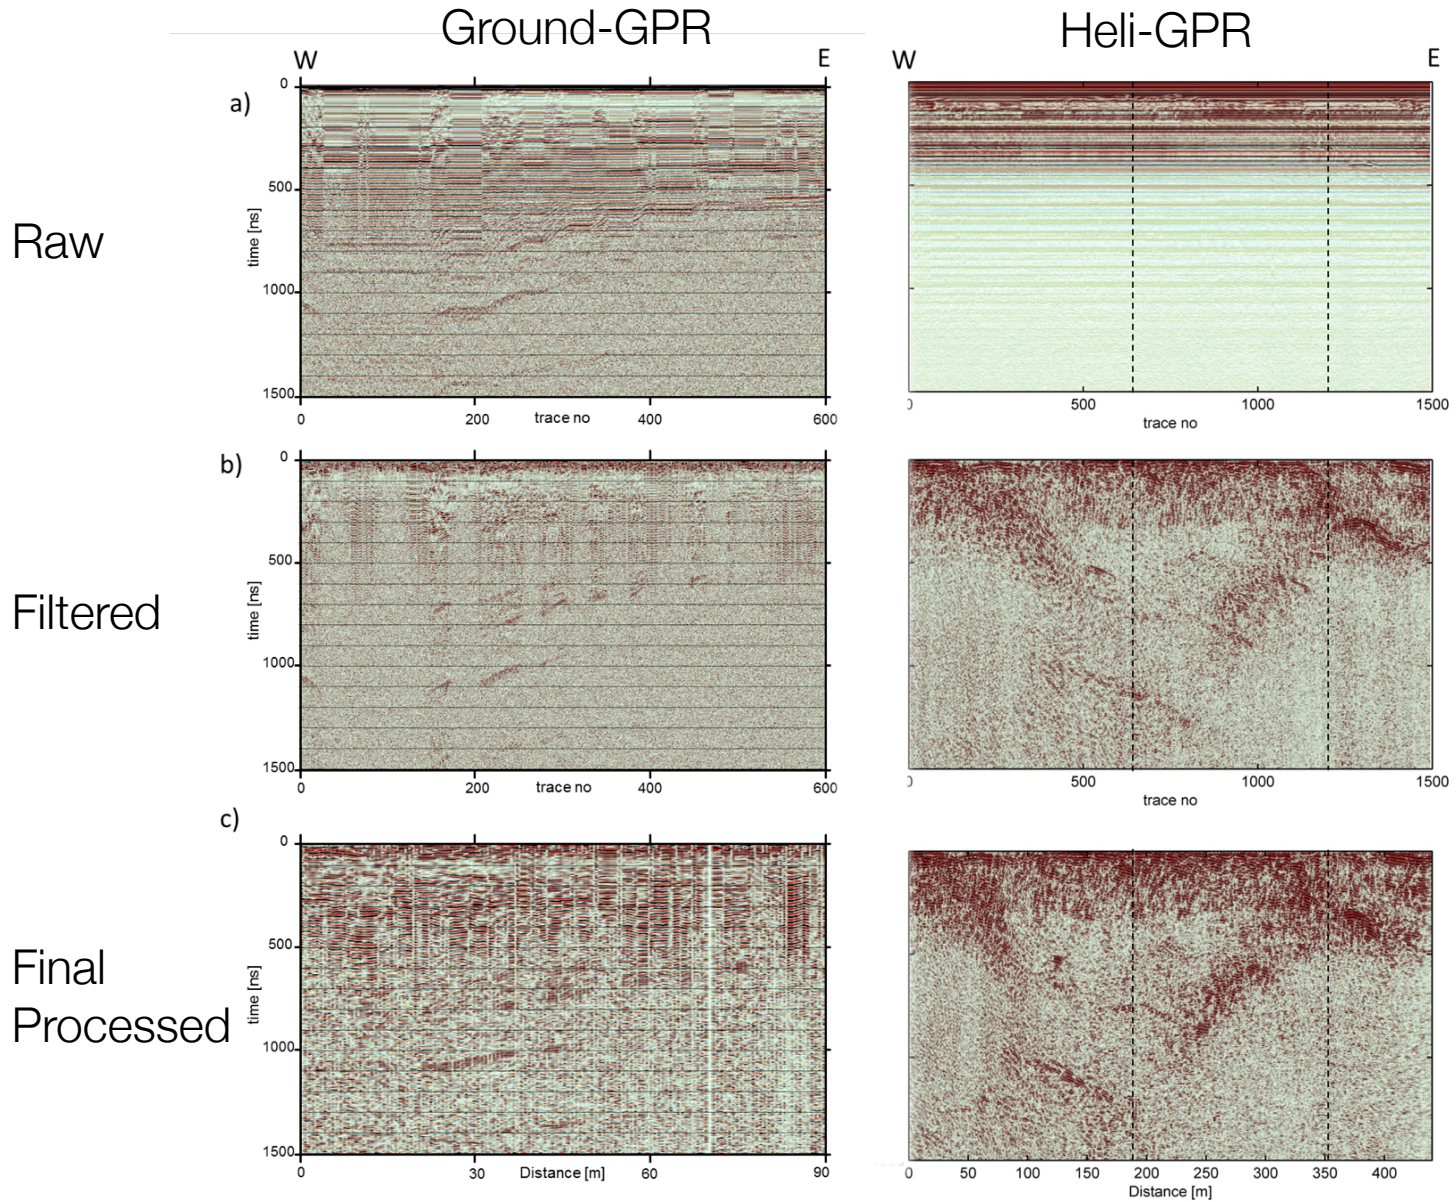 Ground-GPR
Heli-GPR
W E
W E
a)
Raw
time [ns]
0
500
1000
1500
0 200 trace no 400 600
0 500 1000 1500
trace no
b)
Filtered
time [ns]
0
500
1000
1500
0 200 trace no 400 600
0 500 1000 1500
trace no
c)
Final
Processed
time [ns]
0
500
1000
1500
0 30 Distance [m] 60 90
0 50 100 150 200 250 300 350 400
Distance [m]